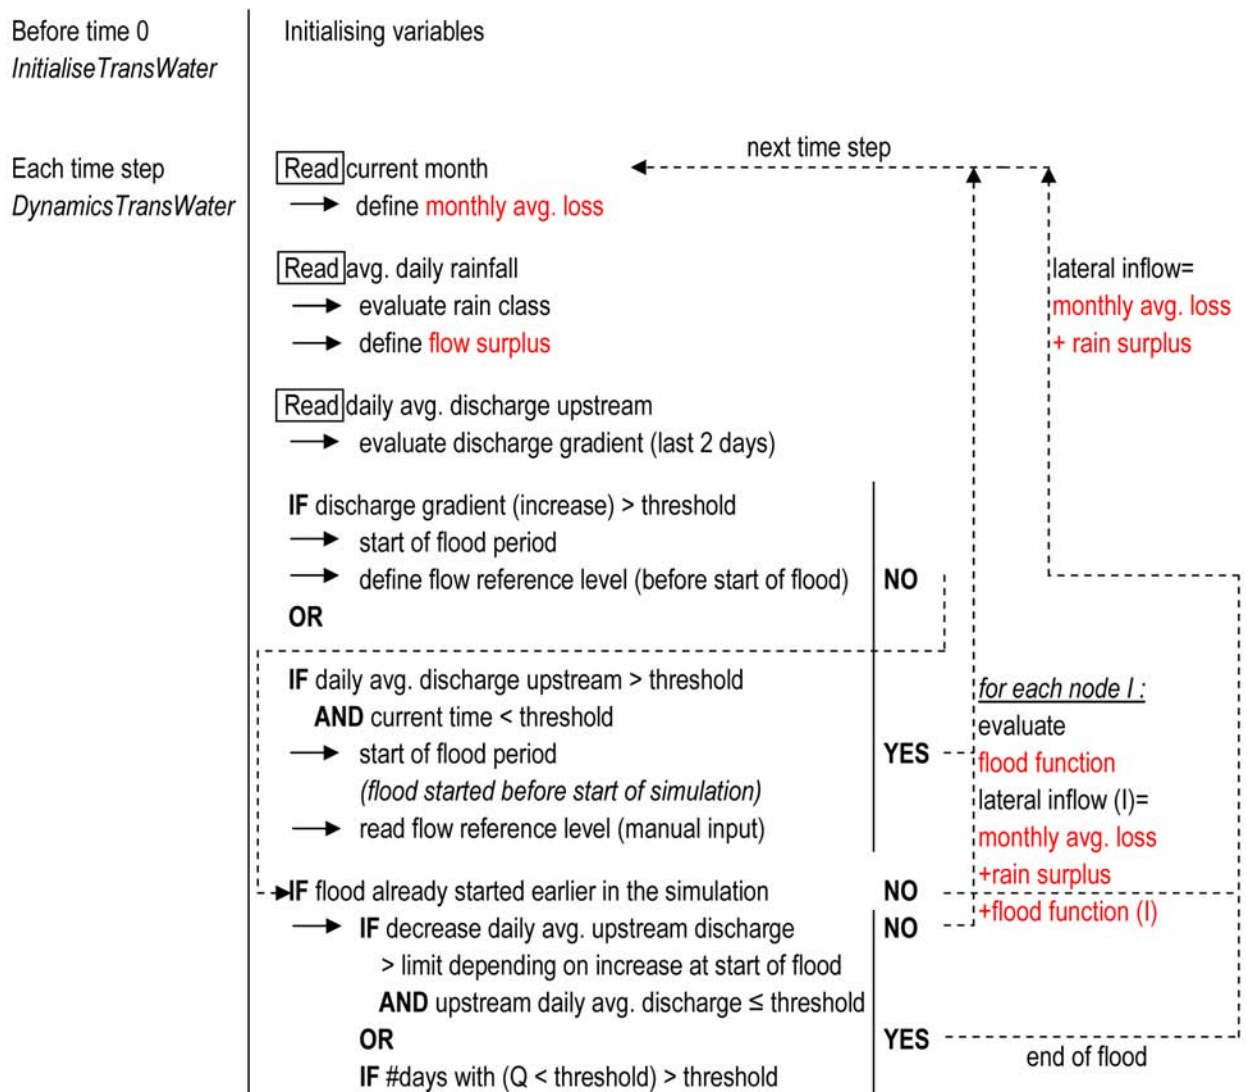 Before time 0
InitialiseTransWater
Initialising variables
Each time step
DynamicsTransWater
next time step
Read current month
define monthly avg. loss
Read avg. daily rainfall
evaluate rain class
define flow surplus
lateral inflow=
monthly avg. loss
+ rain surplus
Read daily avg. discharge upstream
evaluate discharge gradient (last 2 days)
IF discharge gradient (increase) > threshold
start of flood period
define flow reference level (before start of flood)
NO
OR
IF daily avg. discharge upstream > threshold
AND current time < threshold
start of flood period
(flood started before start of simulation)
read flow reference level (manual input)
YES
for each node I :
evaluate
flood function
lateral inflow (I)=
monthly avg. loss
+rain surplus
+flood function (I)
IF flood already started earlier in the simulation
NO
IF decrease daily avg. upstream discharge
NO
> limit depending on increase at start of flood
AND upstream daily avg. discharge ≤ threshold
OR
YES
end of flood
IF #days with (Q < threshold) > threshold